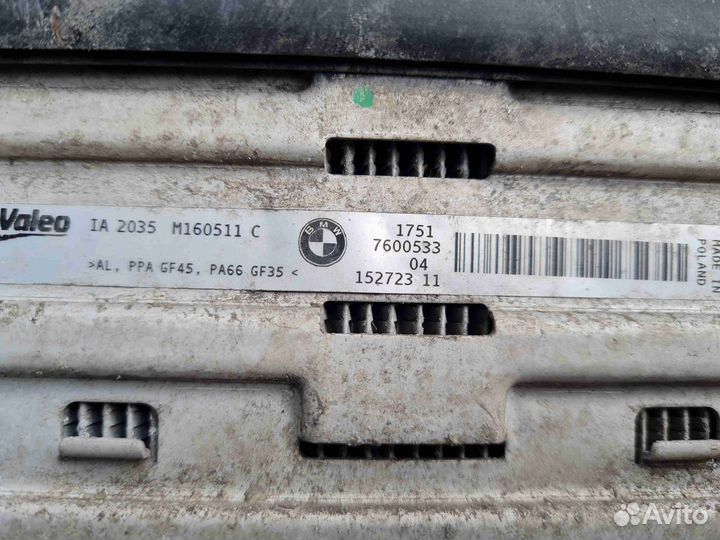 Valeo IA 2035 M160511 C
>AL, PPA GF45, PA66 GF35<
BMW
1751
7600533
04
152723 11
MADE IN
POLAND
Avito